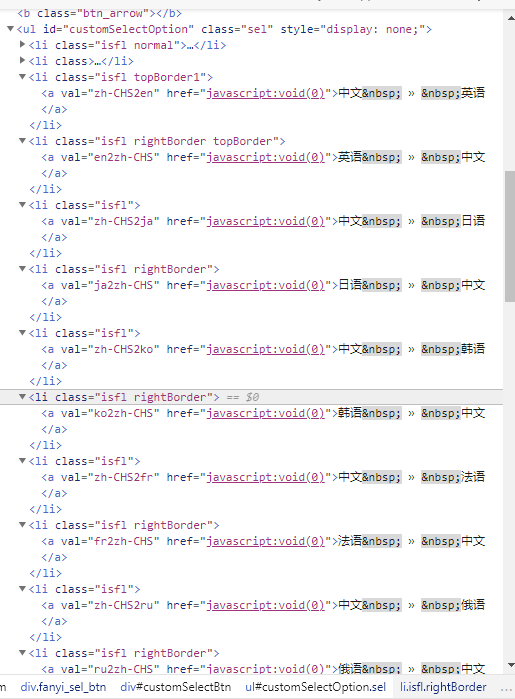 <b class="btn_arrow"></b>
▼<ul id="customSelectOption" class="sel" style="display: none;">
▶<li class="isfl normal">…</li>
▶<li class>…</li>
▼<li class="isfl topBorder1">
<a val="zh-CHS2en" href="javascript:void(0)">中文&nbsp; » &nbsp;英语
</a>
</li>
▼<li class="isfl rightBorder topBorder">
<a val="en2zh-CHS" href="javascript:void(0)">英语&nbsp; » &nbsp;中文
</a>
</li>
▼<li class="isfl">
<a val="zh-CHS2ja" href="javascript:void(0)">中文&nbsp; » &nbsp;日语
</a>
</li>
▼<li class="isfl rightBorder">
<a val="ja2zh-CHS" href="javascript:void(0)">日语&nbsp; » &nbsp;中文
</a>
</li>
▼<li class="isfl">
<a val="zh-CHS2ko" href="javascript:void(0)">中文&nbsp; » &nbsp;韩语
</a>
</li>
▼<li class="isfl rightBorder"> == $0
<a val="ko2zh-CHS" href="javascript:void(0)">韩语&nbsp; » &nbsp;中文
</a>
</li>
▼<li class="isfl">
<a val="zh-CHS2fr" href="javascript:void(0)">中文&nbsp; » &nbsp;法语
</a>
</li>
▼<li class="isfl rightBorder">
<a val="fr2zh-CHS" href="javascript:void(0)">法语&nbsp; » &nbsp;中文
</a>
</li>
▼<li class="isfl">
<a val="zh-CHS2ru" href="javascript:void(0)">中文&nbsp; » &nbsp;俄语
</a>
</li>
▼<li class="isfl rightBorder">
<a val="ru2zh-CHS" href="javascript:void(0)">俄语&nbsp; » &nbsp;中文
m div.fanyi_sel_btn div#customSelectBtn ul#customSelectOption.sel li.isfl.rightBorder …